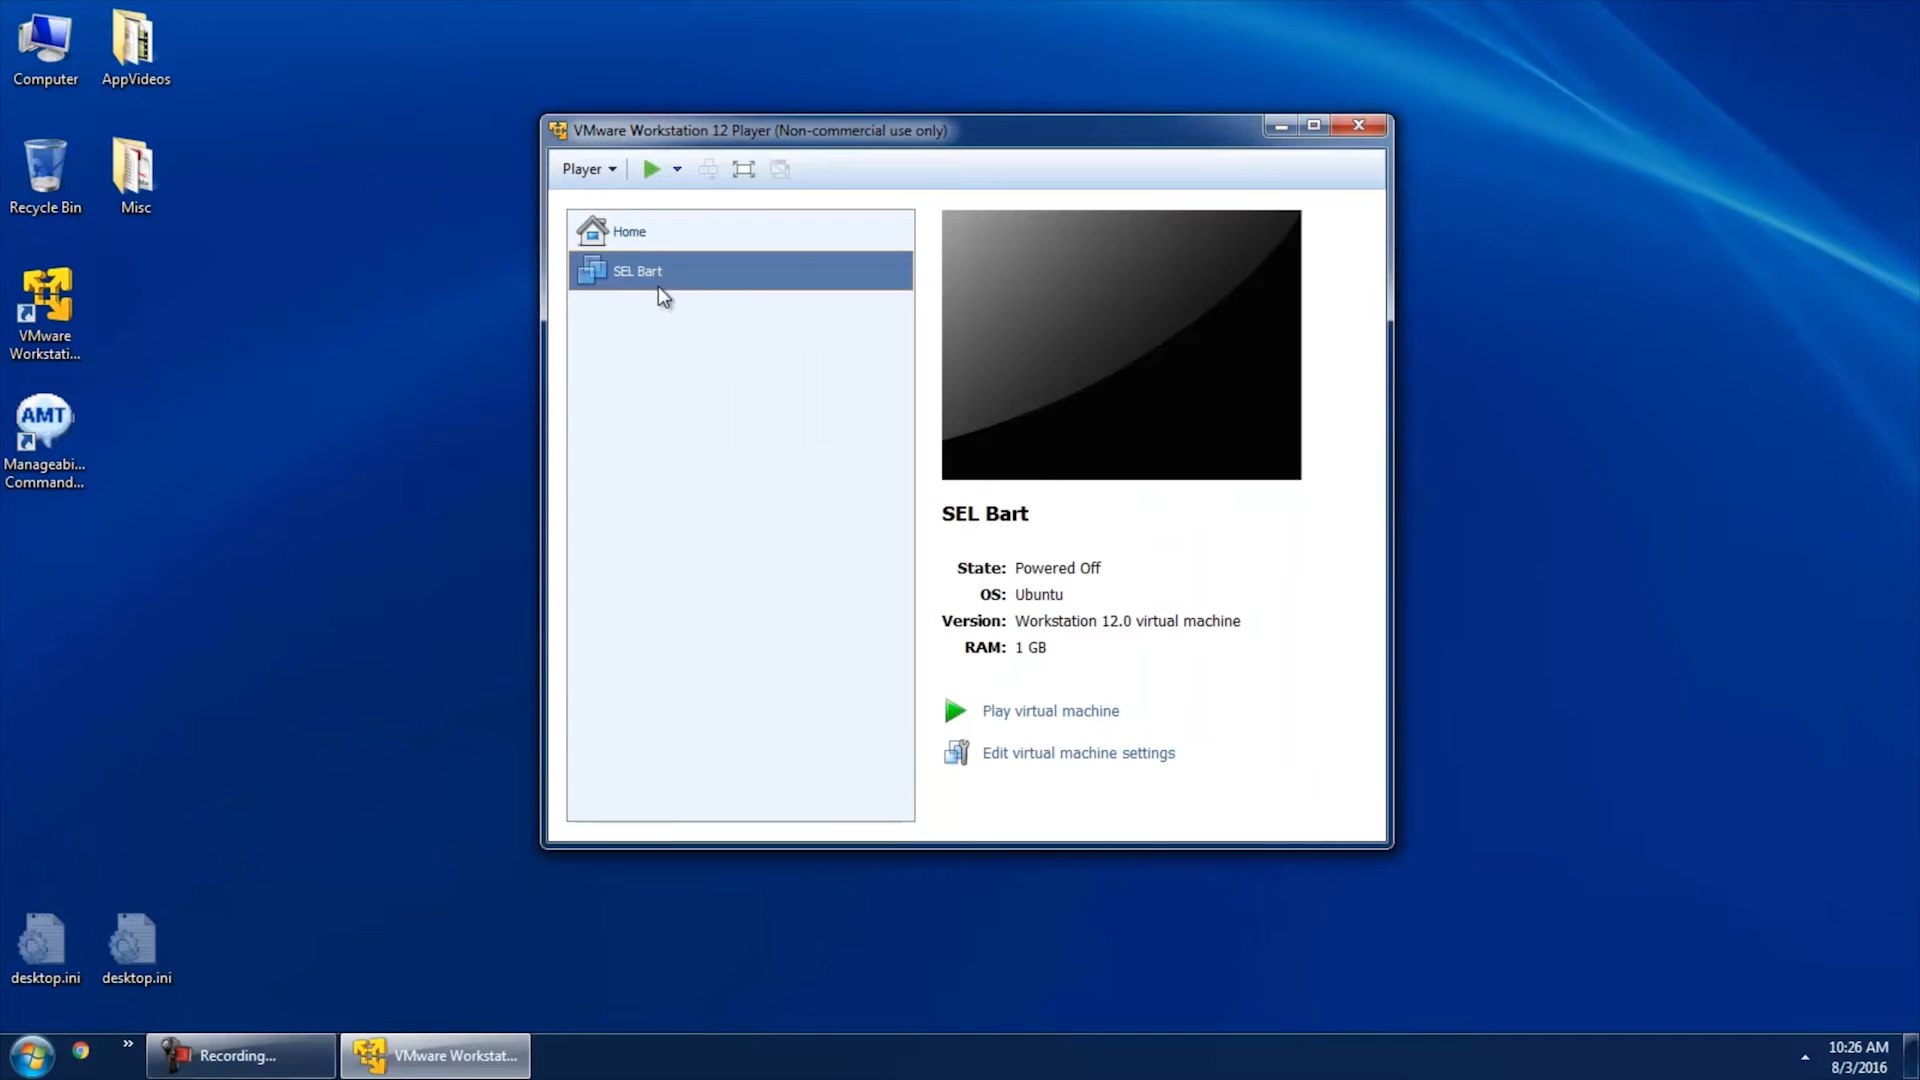 Computer
AppVideos
Recycle Bin
Misc
VMware
Workstati...
AMT
Manageabi...
Command...
desktop.ini
desktop.ini
VMware Workstation 12 Player (Non-commercial use only)
Player
Home
SEL Bart
SEL Bart
State: Powered Off
OS: Ubuntu
Version: Workstation 12.0 virtual machine
RAM: 1 GB
Play virtual machine
Edit virtual machine settings
Recording...
VMware Workstat...
10:26 AM
8/3/2016